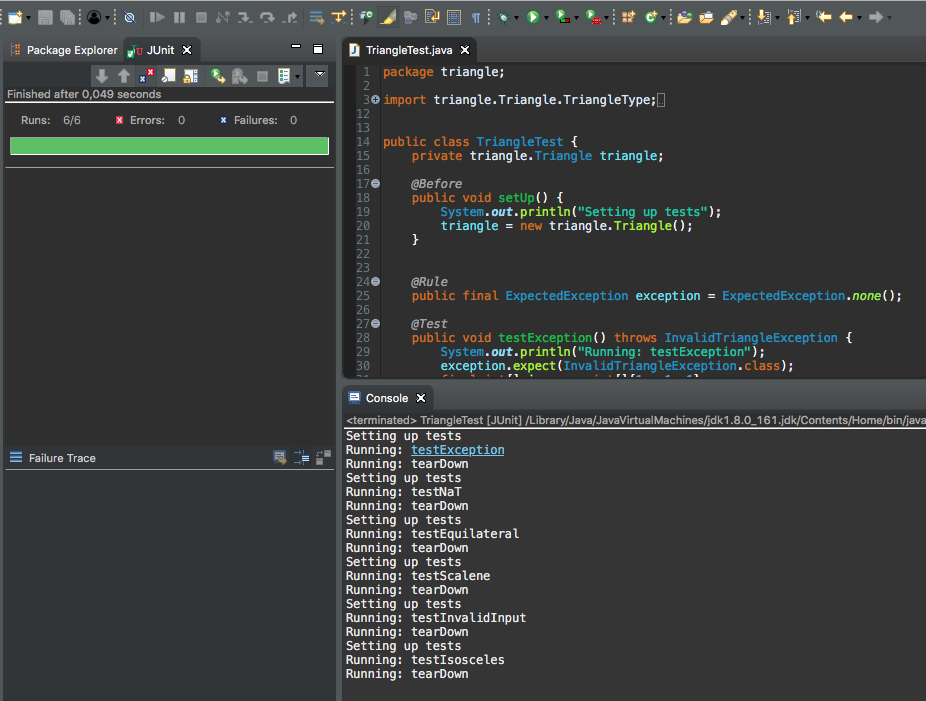 Package Explorer
JUnit
Finished after 0,049 seconds
Runs: 6/6
Errors: 0
Failures: 0
Failure Trace
TriangleTest.java
1 package triangle;
2
3 import triangle.Triangle.TriangleType;
12
13
14 public class TriangleTest {
15 private triangle.Triangle triangle;
16
17 @Before
18 public void setUp() {
19 System.out.println("Setting up tests");
20 triangle = new triangle.Triangle();
21 }
22
23
24 @Rule
25 public final ExpectedException exception = ExpectedException.none();
26
27 @Test
28 public void testException() throws InvalidTriangleException {
29 System.out.println("Running: testException");
30 exception.expect(InvalidTriangleException.class);
Console
<terminated> TriangleTest [JUnit] /Library/Java/JavaVirtualMachines/jdk1.8.0_161.jdk/Contents/Home/bin/java
Setting up tests
Running: testException
Running: tearDown
Setting up tests
Running: testNaT
Running: tearDown
Setting up tests
Running: testEquilateral
Running: tearDown
Setting up tests
Running: testScalene
Running: tearDown
Setting up tests
Running: testInvalidInput
Running: tearDown
Setting up tests
Running: testIsosceles
Running: tearDown